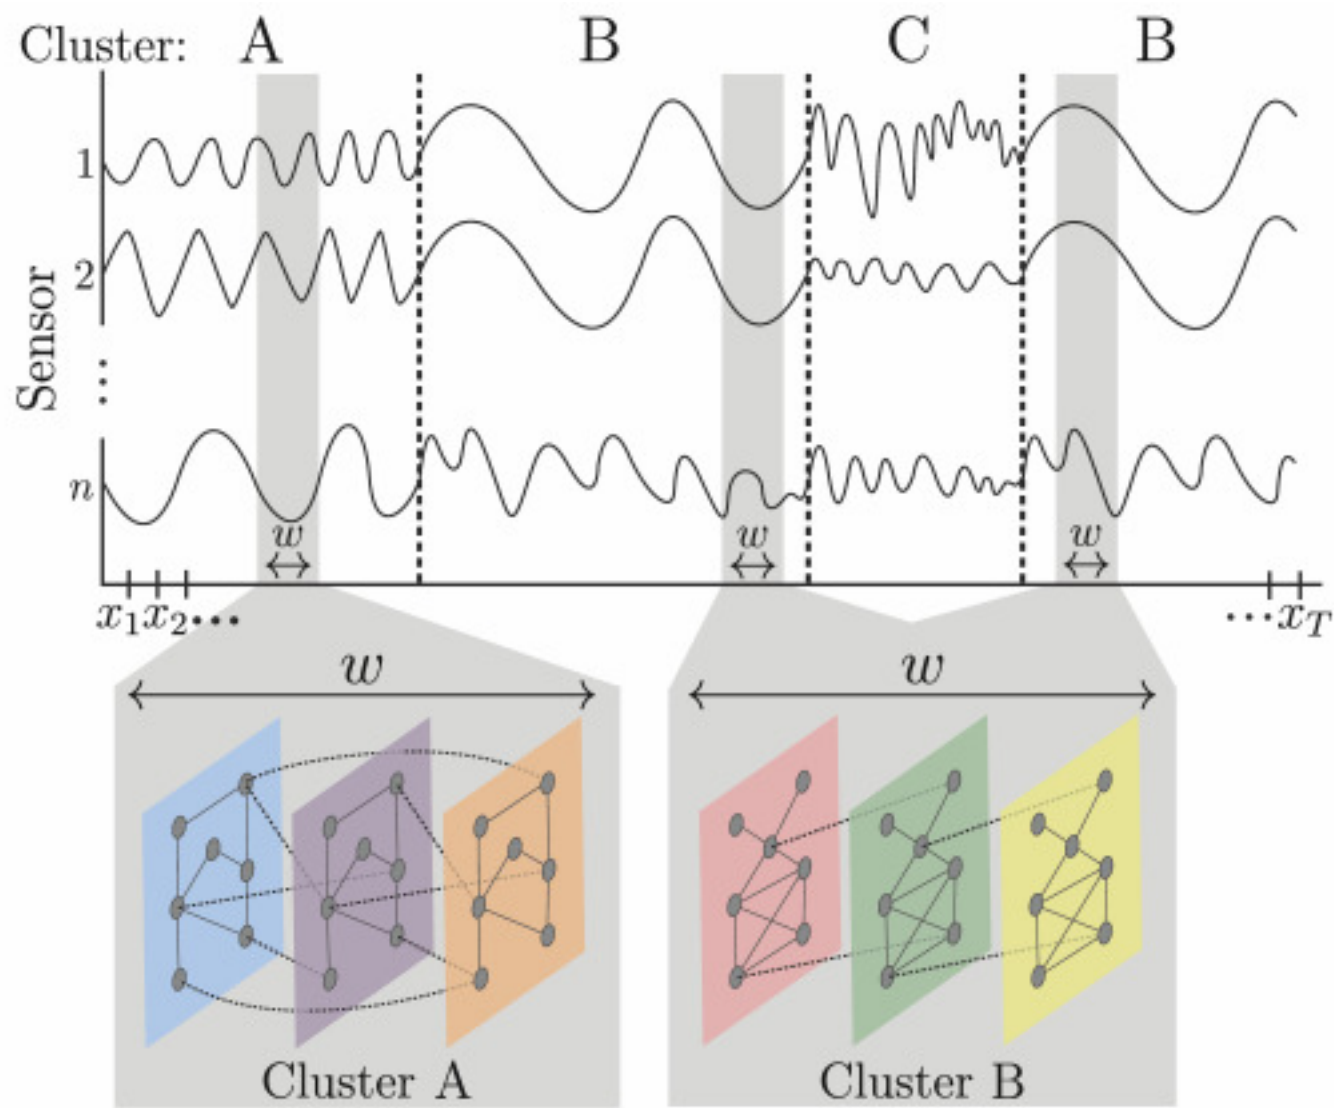 Cluster: A B C B
1
2
Sensor
n
w w w
x1 x2 ... ... xT
w w
Cluster A Cluster B